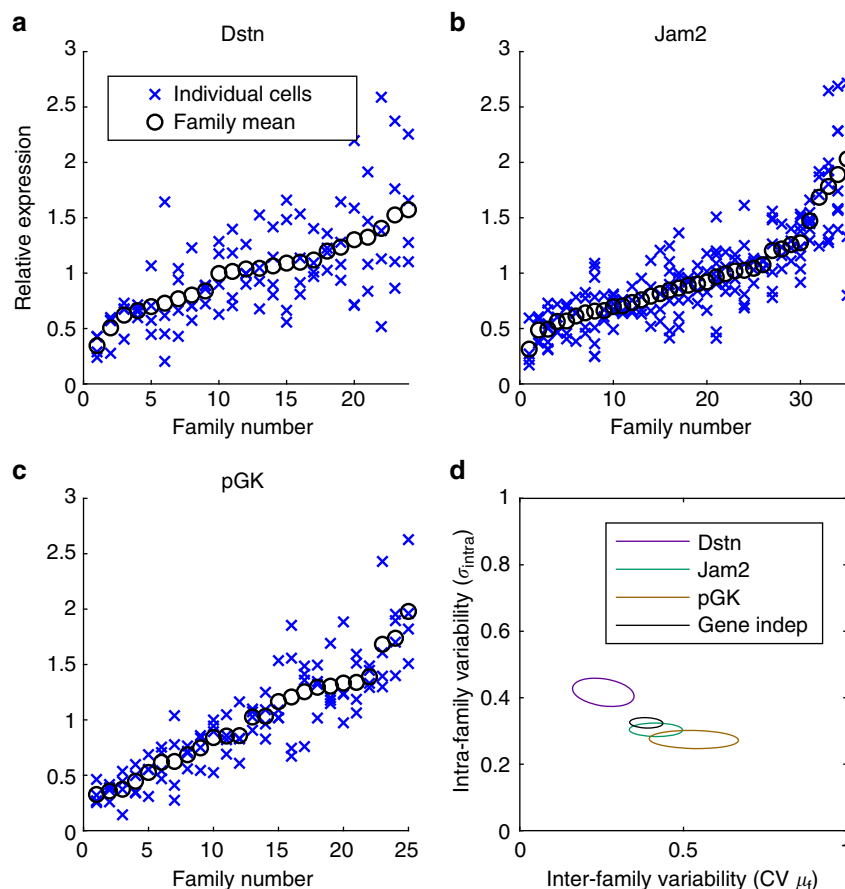 a
Dstn
3
2.5
2
1.5
1
0.5
0
Relative expression
Individual cells
Family mean
0 5 10 15 20
Family number
b
Jam2
3
2.5
2
1.5
1
0.5
0
0 10 20 30
Family number
c
pGK
3
2.5
2
1.5
1
0.5
0
0 5 10 15 20 25
Family number
d
1
0.8
0.6
0.4
0.2
0
Intra-family variability (σintra)
Dstn
Jam2
pGK
Gene indep
0 0.5 1
Inter-family variability (CV μf)